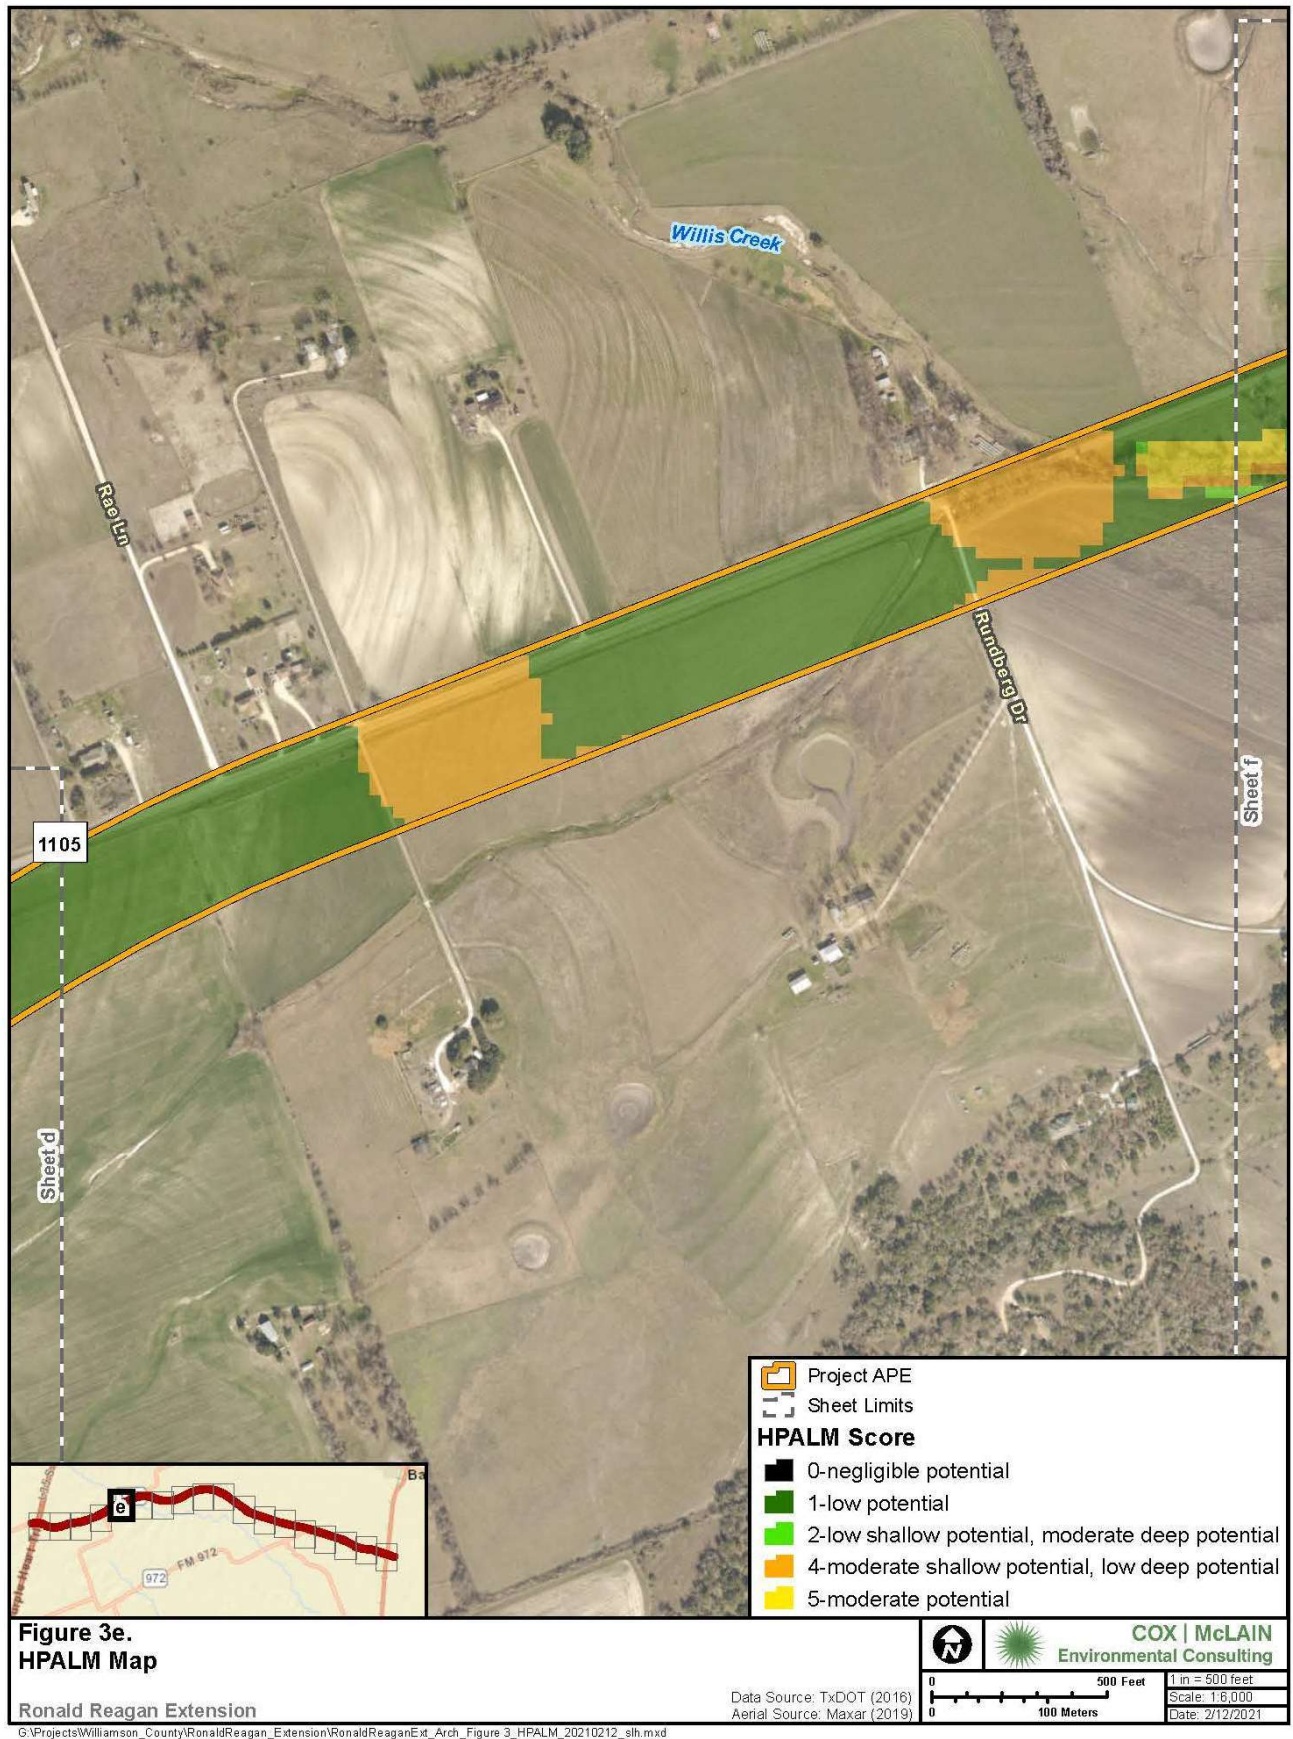 Willis Creek
Rae Ln
Rundberg Dr
1105
Sheet f
Sheet d
Project APE
Sheet Limits
HPALM Score
0-negligible potential
1-low potential
2-low shallow potential, moderate deep potential
4-moderate shallow potential, low deep potential
5-moderate potential
Ba
e
FM 972
972
Figure 3e.
HPALM Map
Ronald Reagan Extension
Data Source: TxDOT (2016)
Aerial Source: Maxar (2019)
N
COX | McLAIN
Environmental Consulting
0 500 Feet
0 100 Meters
1 in = 500 feet
Scale: 1:6,000
Date: 2/12/2021
G:\Projects\Williamson_County\RonaldReagan_Extension\RonaldReaganExt_Arch_Figure 3_HPALM_20210212_slh.mxd